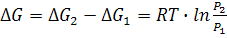 ΔG = ΔG₂ − ΔG₁ = RT · ln P₂/P₁